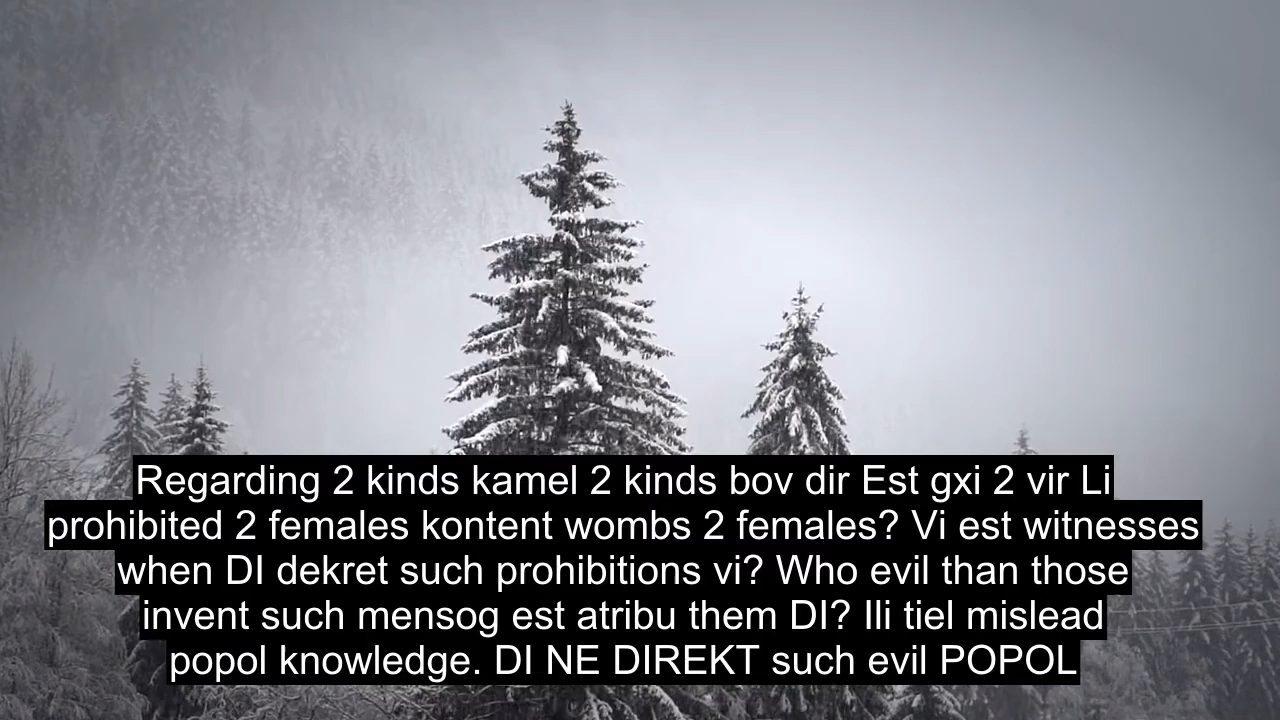 Regarding 2 kinds kamel 2 kinds bov dir Est gxi 2 vir Li
prohibited 2 females kontent wombs 2 females? Vi est witnesses
when DI dekret such prohibitions vi? Who evil than those
invent such mensog est atribu them DI? Ili tiel mislead
popol knowledge. DI NE DIREKT such evil POPOL